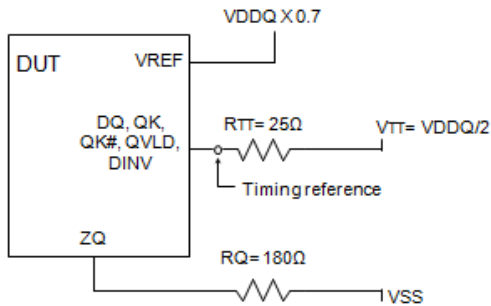 VDDQ X 0.7
DUT
VREF
DQ, QK,
QK#, QVLD,
DINV
RTT= 25Ω
VTT= VDDQ/2
Timing reference
ZQ
RQ= 180Ω
VSS